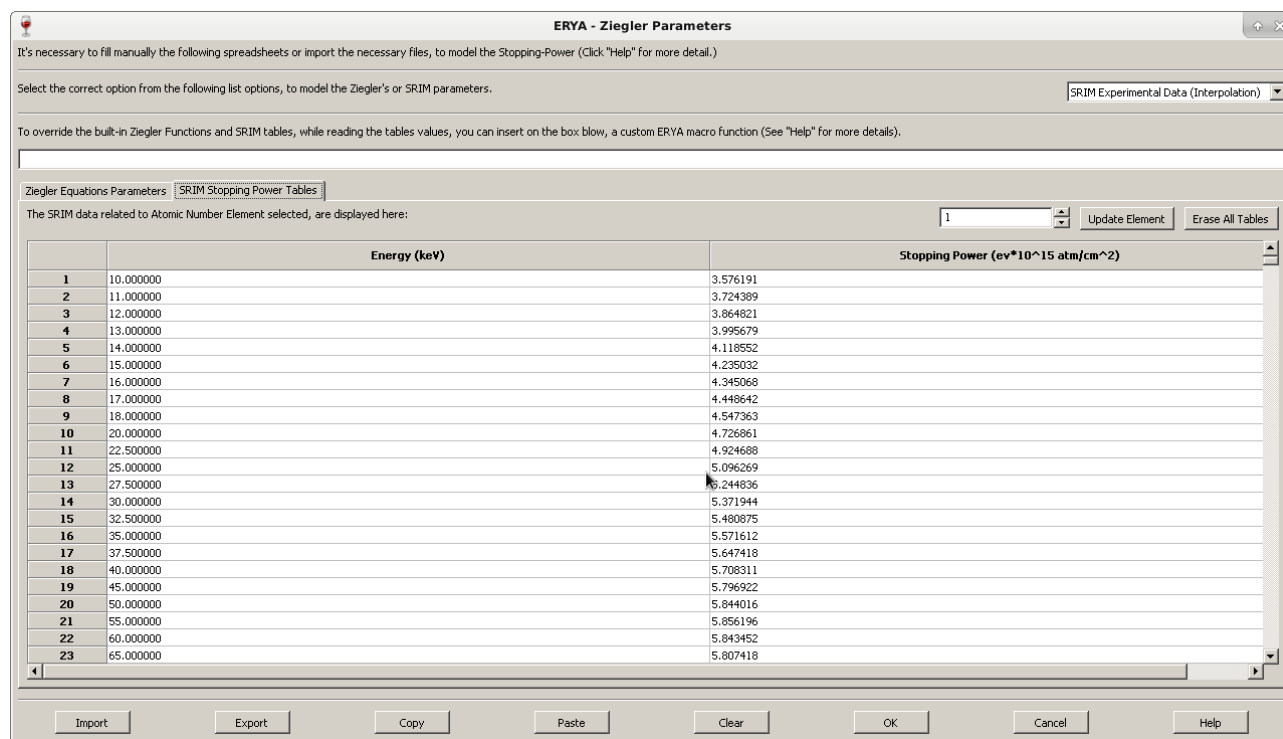 ERYA - Ziegler Parameters
It's necessary to fill manually the following spreadsheets or import the necessary files, to model the Stopping-Power (Click "Help" for more detail.)
Select the correct option from the following list options, to model the Ziegler's or SRIM parameters.
SRIM Experimental Data (Interpolation)
To override the built-in Ziegler Functions and SRIM tables, while reading the tables values, you can insert on the box blow, a custom ERYA macro function (See "Help" for more details).
Ziegler Equations Parameters SRIM Stopping Power Tables
The SRIM data related to Atomic Number Element selected, are displayed here: 1 Update Element Erase All Tables
Energy (keV) Stopping Power (ev*10^15 atm/cm^2)
1 10.000000 3.576191
2 11.000000 3.724389
3 12.000000 3.864821
4 13.000000 3.995679
5 14.000000 4.118552
6 15.000000 4.235032
7 16.000000 4.345068
8 17.000000 4.448642
9 18.000000 4.547363
10 20.000000 4.726861
11 22.500000 4.924688
12 25.000000 5.096269
13 27.500000 5.244836
14 30.000000 5.371944
15 32.500000 5.480875
16 35.000000 5.571612
17 37.500000 5.647418
18 40.000000 5.708311
19 45.000000 5.796922
20 50.000000 5.844016
21 55.000000 5.856196
22 60.000000 5.843452
23 65.000000 5.807418
Import Export Copy Paste Clear OK Cancel Help